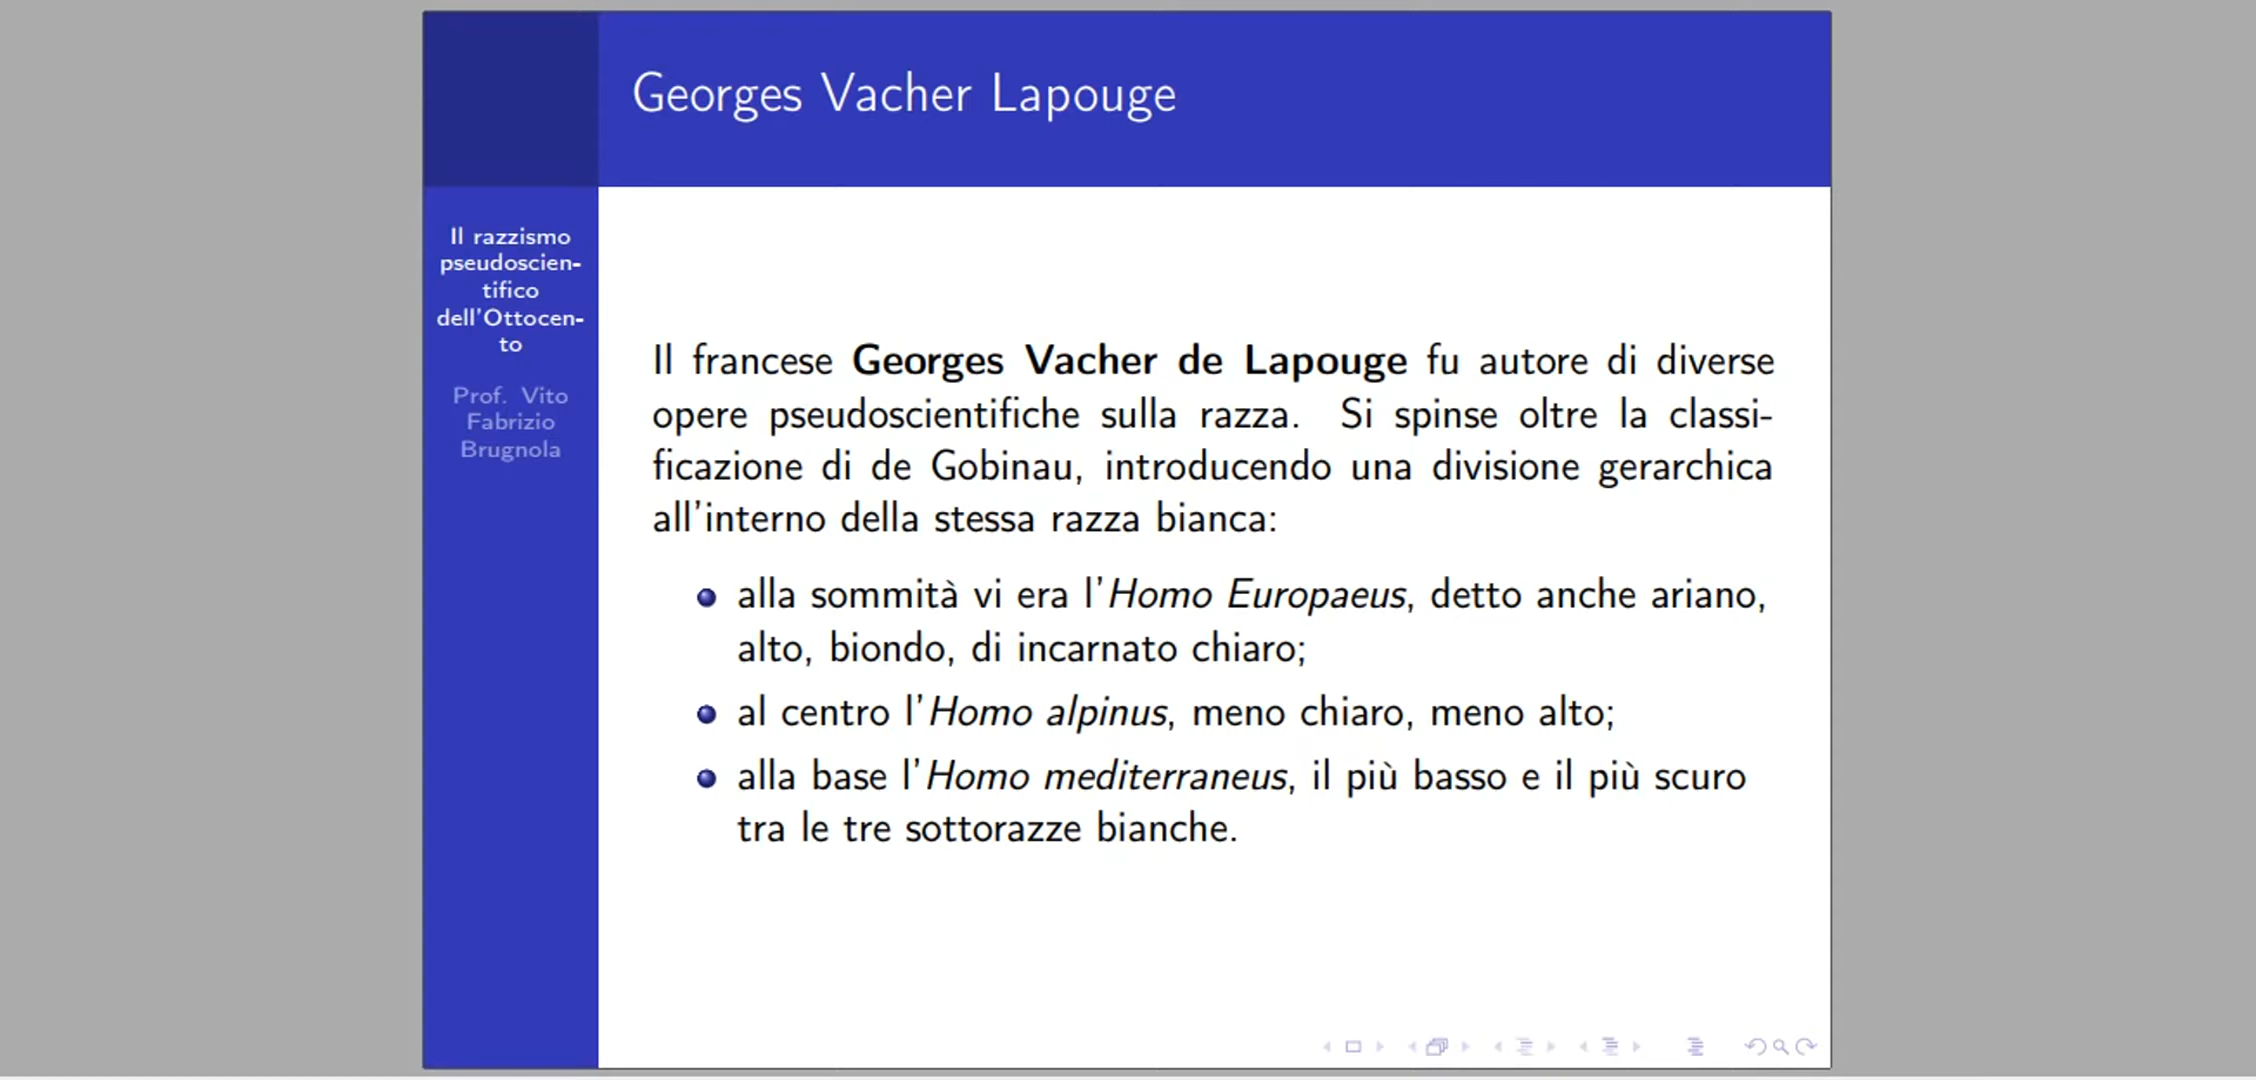 Georges Vacher Lapouge
Il razzismo
pseudoscien-
tifico
dell'Ottocen-
to
Prof. Vito
Fabrizio
Brugnola
Il francese Georges Vacher de Lapouge fu autore di diverse
opere pseudoscientifiche sulla razza. Si spinse oltre la classi-
ficazione di de Gobinau, introducendo una divisione gerarchica
all'interno della stessa razza bianca:
alla sommità vi era l'Homo Europaeus, detto anche ariano,
alto, biondo, di incarnato chiaro;
al centro l'Homo alpinus, meno chiaro, meno alto;
alla base l'Homo mediterraneus, il più basso e il più scuro
tra le tre sottorazze bianche.